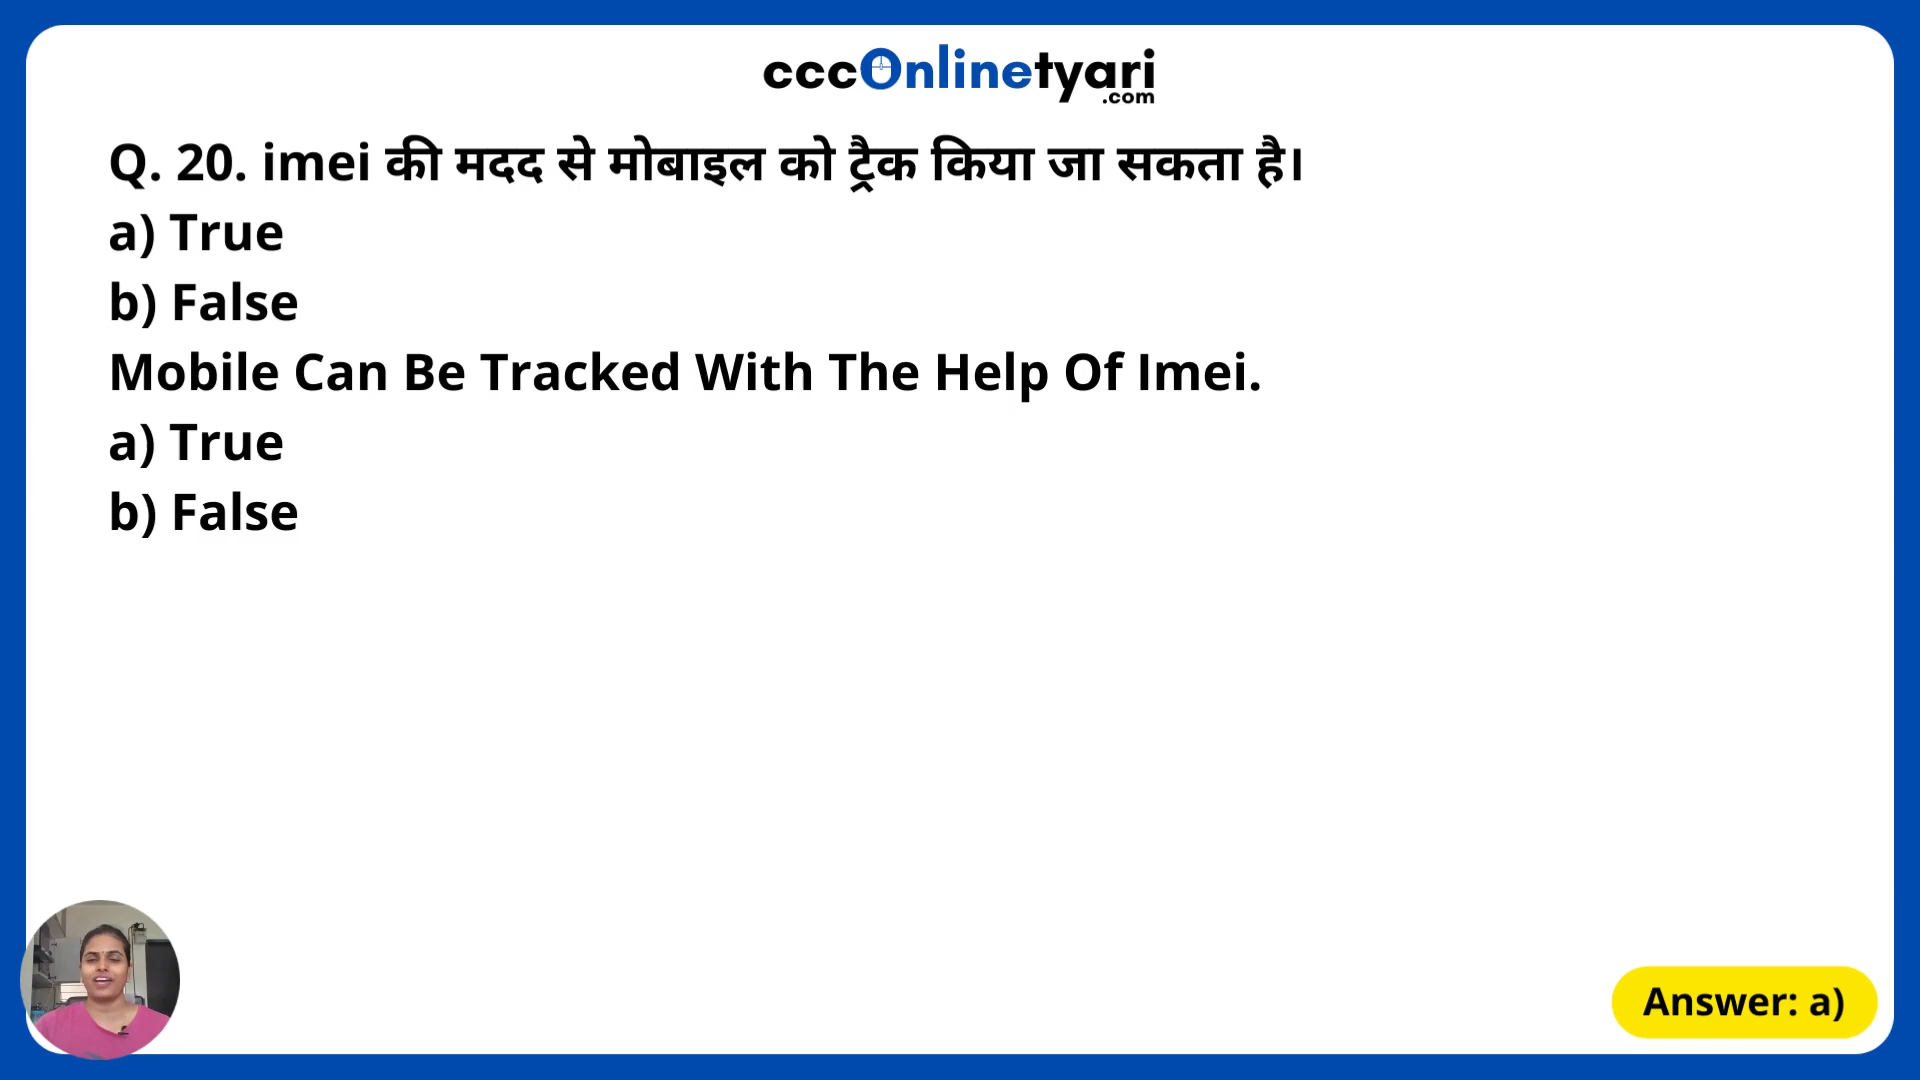 cccOnlinetyari
.com
Q. 20. imei की मदद से मोबाइल को ट्रैक किया जा सकता है।
a) True
b) False
Mobile Can Be Tracked With The Help Of Imei.
a) True
b) False
Answer: a)